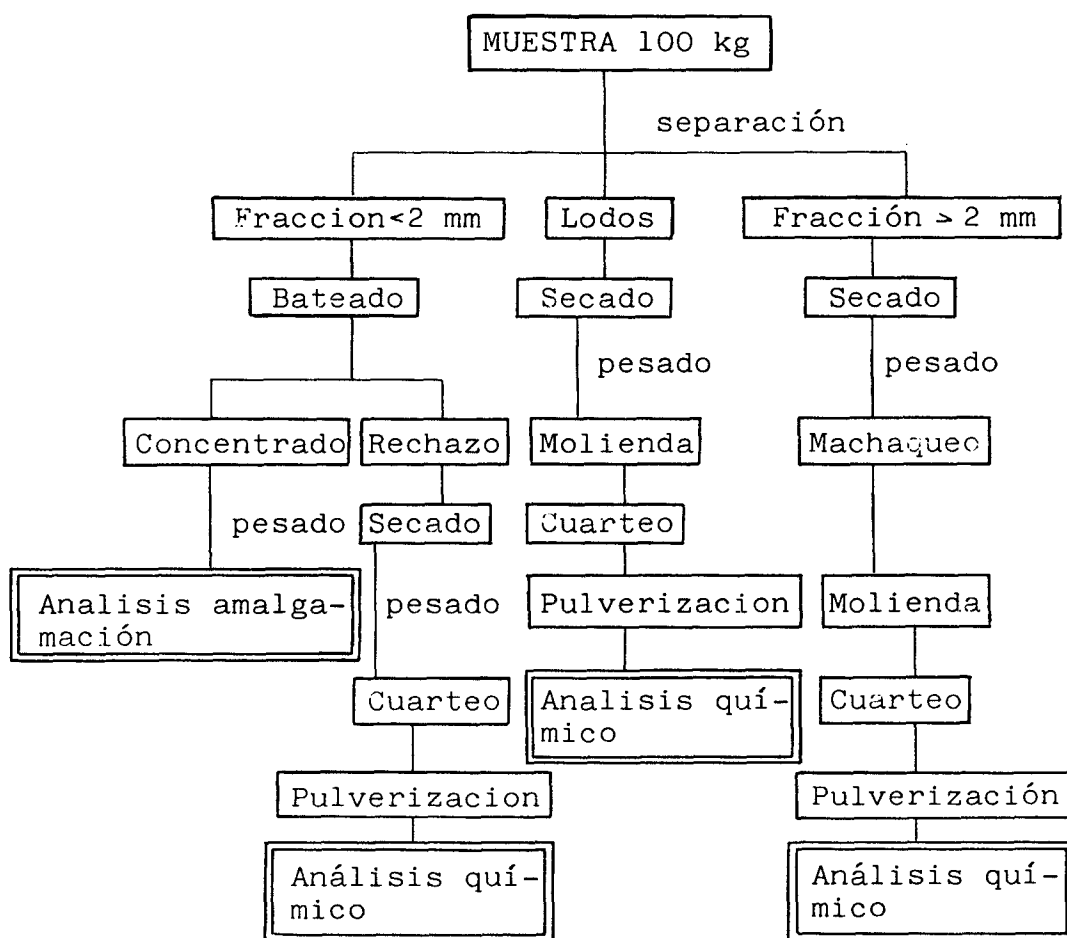 MUESTRA 100 kg
separación
Fraccion<2 mm
Lodos
Fracción > 2 mm
Bateado
Secado
Secado
pesado
pesado
Concentrado
Rechazo
Molienda
Machaqueo
pesado
Secado
Cuarteo
Analisis amalga-
mación
pesado
Pulverizacion
Molienda
Cuarteo
Analisis quí-
mico
Cuarteo
Pulverizacion
Pulverización
Análisis quí-
mico
Análisis quí-
mico